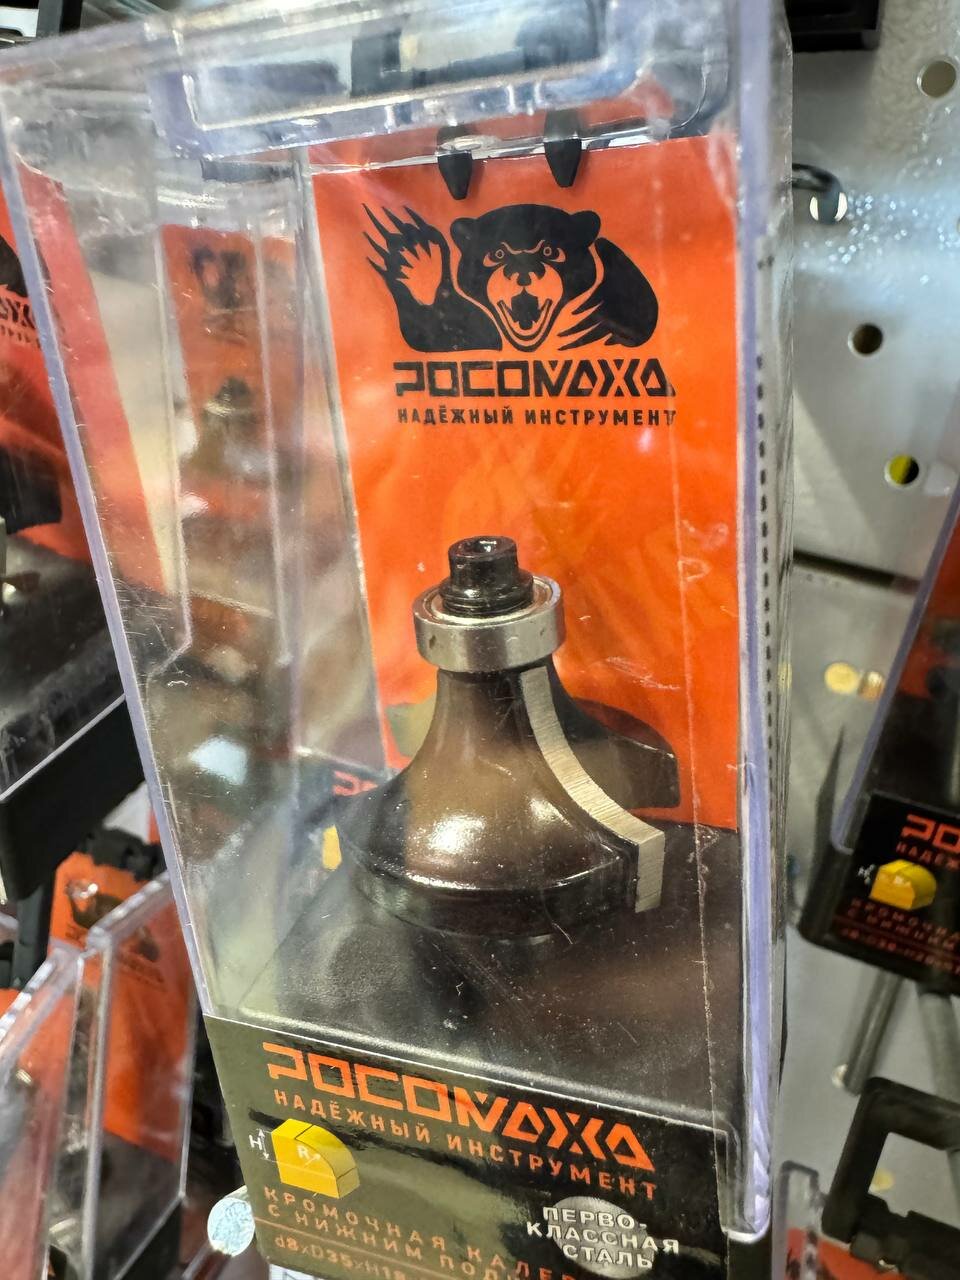 РОСОМАХА
НАДЁЖНЫЙ ИНСТРУМЕНТ
РОСОМАХА
НАДЁЖНЫЙ ИНСТРУМЕНТ
H
R
КРОМОЧНАЯ
С НИЖНИМ
ПЕРВО-
КЛАССНАЯ
СТАЛЬ